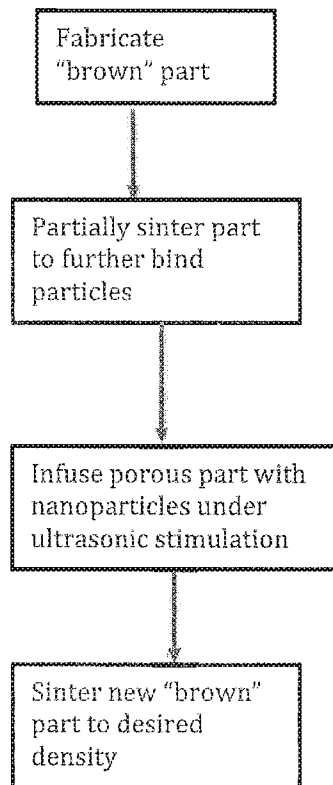 Fabricate
“brown” part
Partially sinter part
to further bind
particles
Infuse porous part with
nanoparticles under
ultrasonic stimulation
Sinter new “brown”
part to desired
density